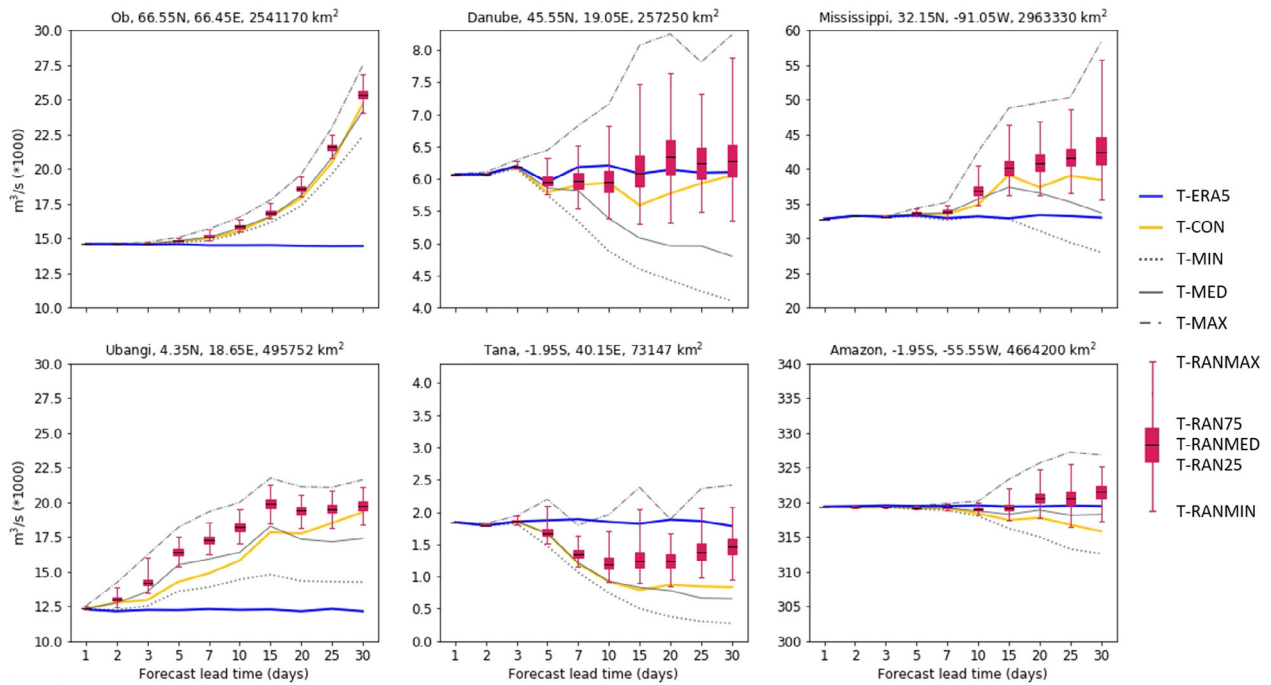 Ob, 66.55N, 66.45E, 2541170 km²
30.0
27.5
25.0
22.5
20.0
17.5
15.0
12.5
10.0
m³/s (*1000)
Danube, 45.55N, 19.05E, 257250 km²
8.0
7.5
7.0
6.5
6.0
5.5
5.0
4.5
4.0
Mississippi, 32.15N, -91.05W, 2963330 km²
60
55
50
45
40
35
30
25
20
Ubangi, 4.35N, 18.65E, 495752 km²
30.0
27.5
25.0
22.5
20.0
17.5
15.0
12.5
10.0
m³/s (*1000)
1 2 3 5 7 10 15 20 25 30
Forecast lead time (days)
Tana, -1.95S, 40.15E, 73147 km²
4.0
3.5
3.0
2.5
2.0
1.5
1.0
0.5
0.0
1 2 3 5 7 10 15 20 25 30
Forecast lead time (days)
Amazon, -1.95S, -55.55W, 4664200 km²
340
335
330
325
320
315
310
305
300
1 2 3 5 7 10 15 20 25 30
Forecast lead time (days)
T-ERA5
T-CON
T-MIN
T-MED
T-MAX
T-RANMAX
T-RAN75
T-RANMED
T-RAN25
T-RANMIN